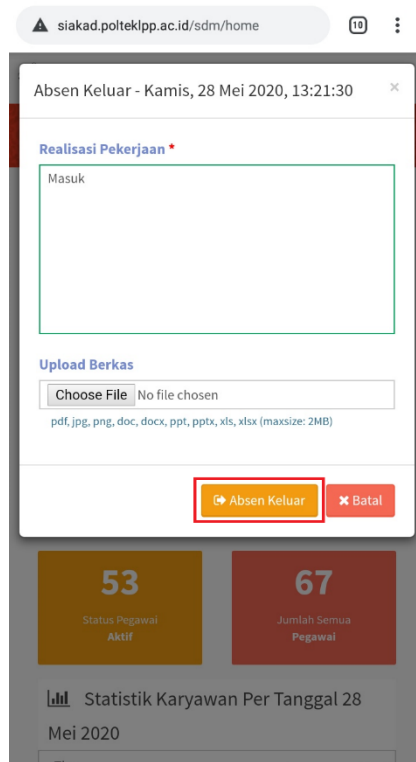 siakad.polteklpp.ac.id/sdm/home
10
Absen Keluar - Kamis, 28 Mei 2020, 13:21:30
×
Realisasi Pekerjaan *
Masuk
Upload Berkas
Choose File No file chosen
pdf, jpg, png, doc, docx, ppt, pptx, xls, xlsx (maxsize: 2MB)
Absen Keluar
Batal
53
Status Pegawai
Aktif
67
Jumlah Semua
Pegawai
Statistik Karyawan Per Tanggal 28
Mei 2020